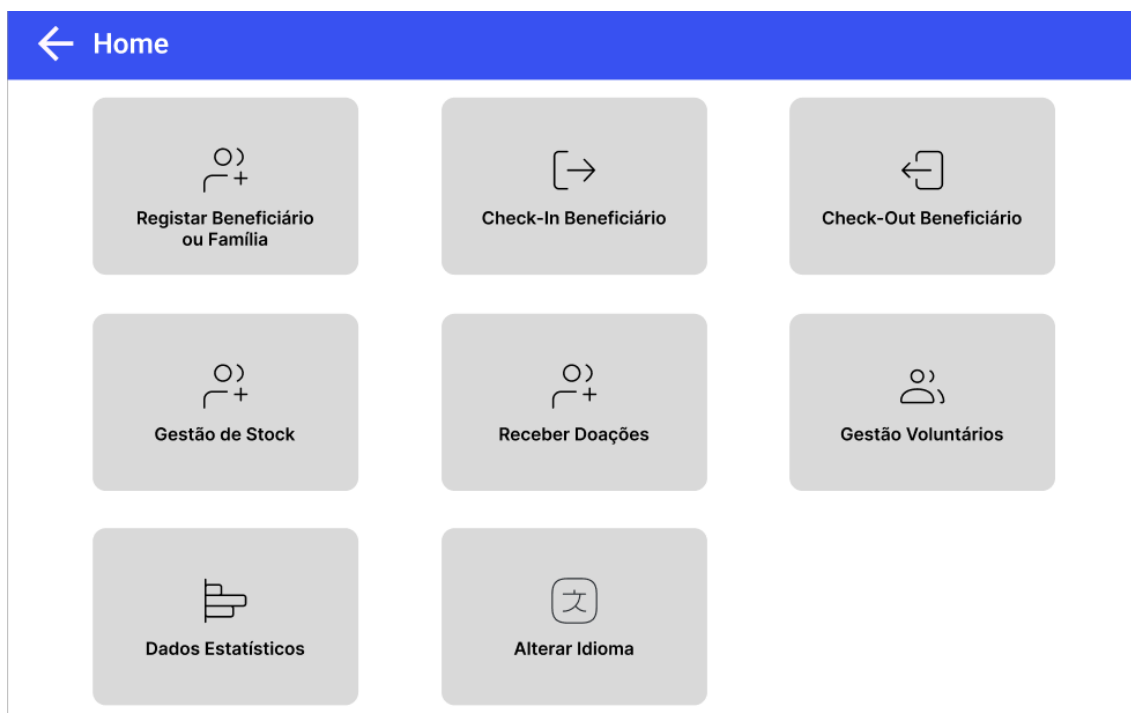 Home
Registar Beneficiário
ou Família
Check-In Beneficiário
Check-Out Beneficiário
Gestão de Stock
Receber Doações
Gestão Voluntários
Dados Estatísticos
文
Alterar Idioma